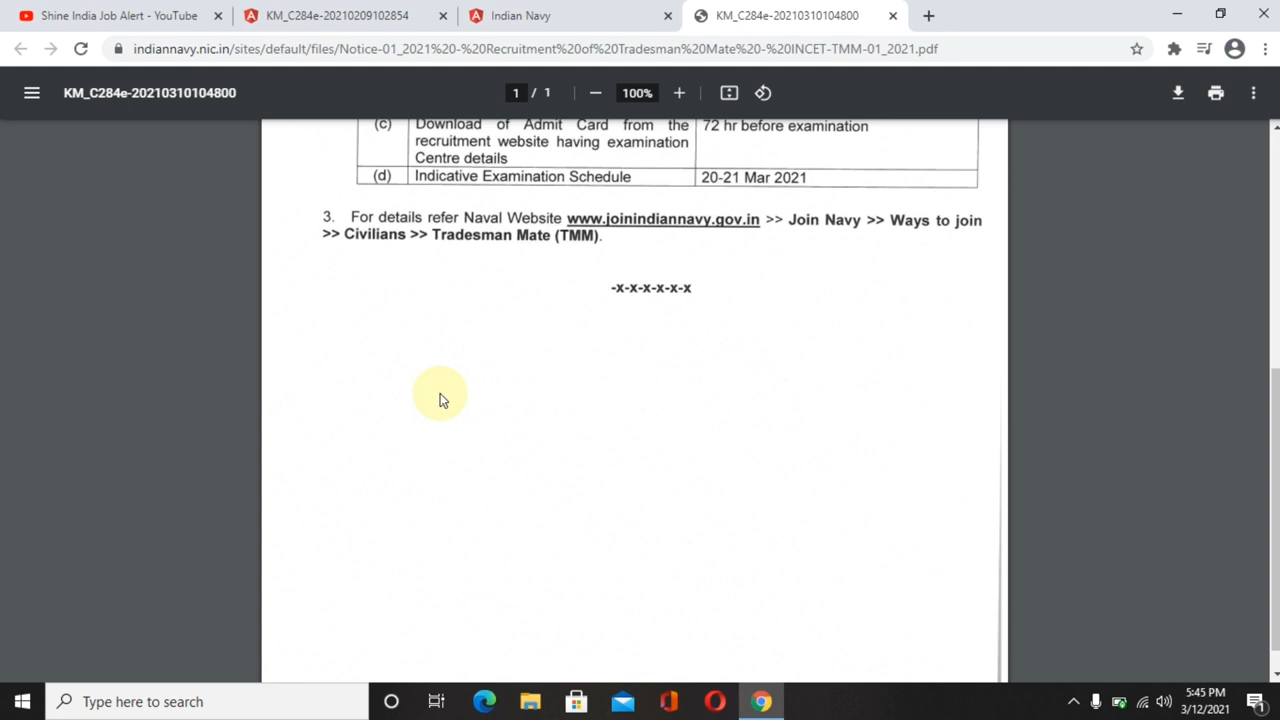 Shine India Job Alert - YouTube
KM_C284e-20210209102854
Indian Navy
KM_C284e-20210310104800
indiannavy.nic.in/sites/default/files/Notice-01_2021%20-%20Recruitment%20of%20Tradesman%20Mate%20-%20INCET-TMM-01_2021.pdf
KM_C284e-20210310104800
1 / 1
100%
(c) Download of Admit Card from the 72 hr before examination
recruitment website having examination
Centre details
(d) Indicative Examination Schedule 20-21 Mar 2021
3. For details refer Naval Website www.joinindiannavy.gov.in >> Join Navy >> Ways to join
>> Civilians >> Tradesman Mate (TMM).
-x-x-x-x-x-x
Type here to search
5:45 PM
3/12/2021
1